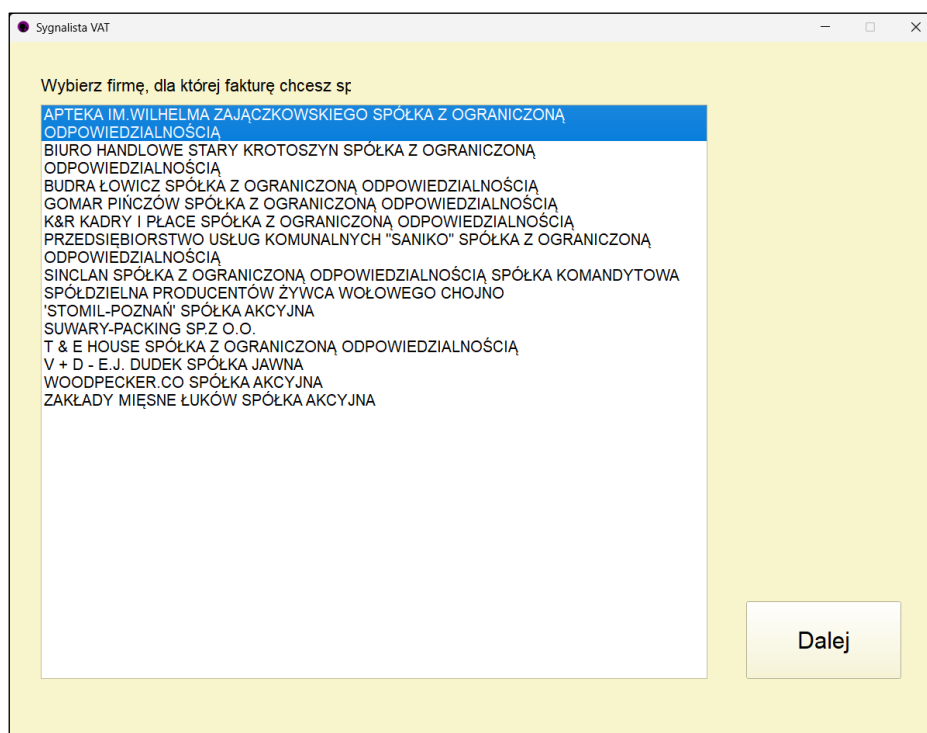 Sygnalista VAT
Wybierz firmę, dla której fakturę chcesz sp
APTEKA IM.WILHELMA ZAJĄCZKOWSKIEGO SPÓŁKA Z OGRANICZONĄ
ODPOWIEDZIALNOŚCIĄ
BIURO HANDLOWE STARY KROTOSZYN SPÓŁKA Z OGRANICZONĄ
ODPOWIEDZIALNOŚCIĄ
BUDRA ŁOWICZ SPÓŁKA Z OGRANICZONĄ ODPOWIEDZIALNOŚCIĄ
GOMAR PIŃCZÓW SPÓŁKA Z OGRANICZONĄ ODPOWIEDZIALNOŚCIĄ
K&R KADRY I PŁACE SPÓŁKA Z OGRANICZONĄ ODPOWIEDZIALNOŚCIĄ
PRZEDSIĘBIORSTWO USŁUG KOMUNALNYCH "SANIKO" SPÓŁKA Z OGRANICZONĄ
ODPOWIEDZIALNOŚCIĄ
SINCLAN SPÓŁKA Z OGRANICZONĄ ODPOWIEDZIALNOŚCIĄ SPÓŁKA KOMANDYTOWA
SPÓŁDZIELNA PRODUCENTÓW ŻYWCA WOŁOWEGO CHOJNO
'STOMIL-POZNAŃ' SPÓŁKA AKCYJNA
SUWARY-PACKING SP.Z O.O.
T & E HOUSE SPÓŁKA Z OGRANICZONĄ ODPOWIEDZIALNOŚCIĄ
V + D - E.J. DUDEK SPÓŁKA JAWNA
WOODPECKER.CO SPÓŁKA AKCYJNA
ZAKŁADY MIĘSNE ŁUKÓW SPÓŁKA AKCYJNA
Dalej